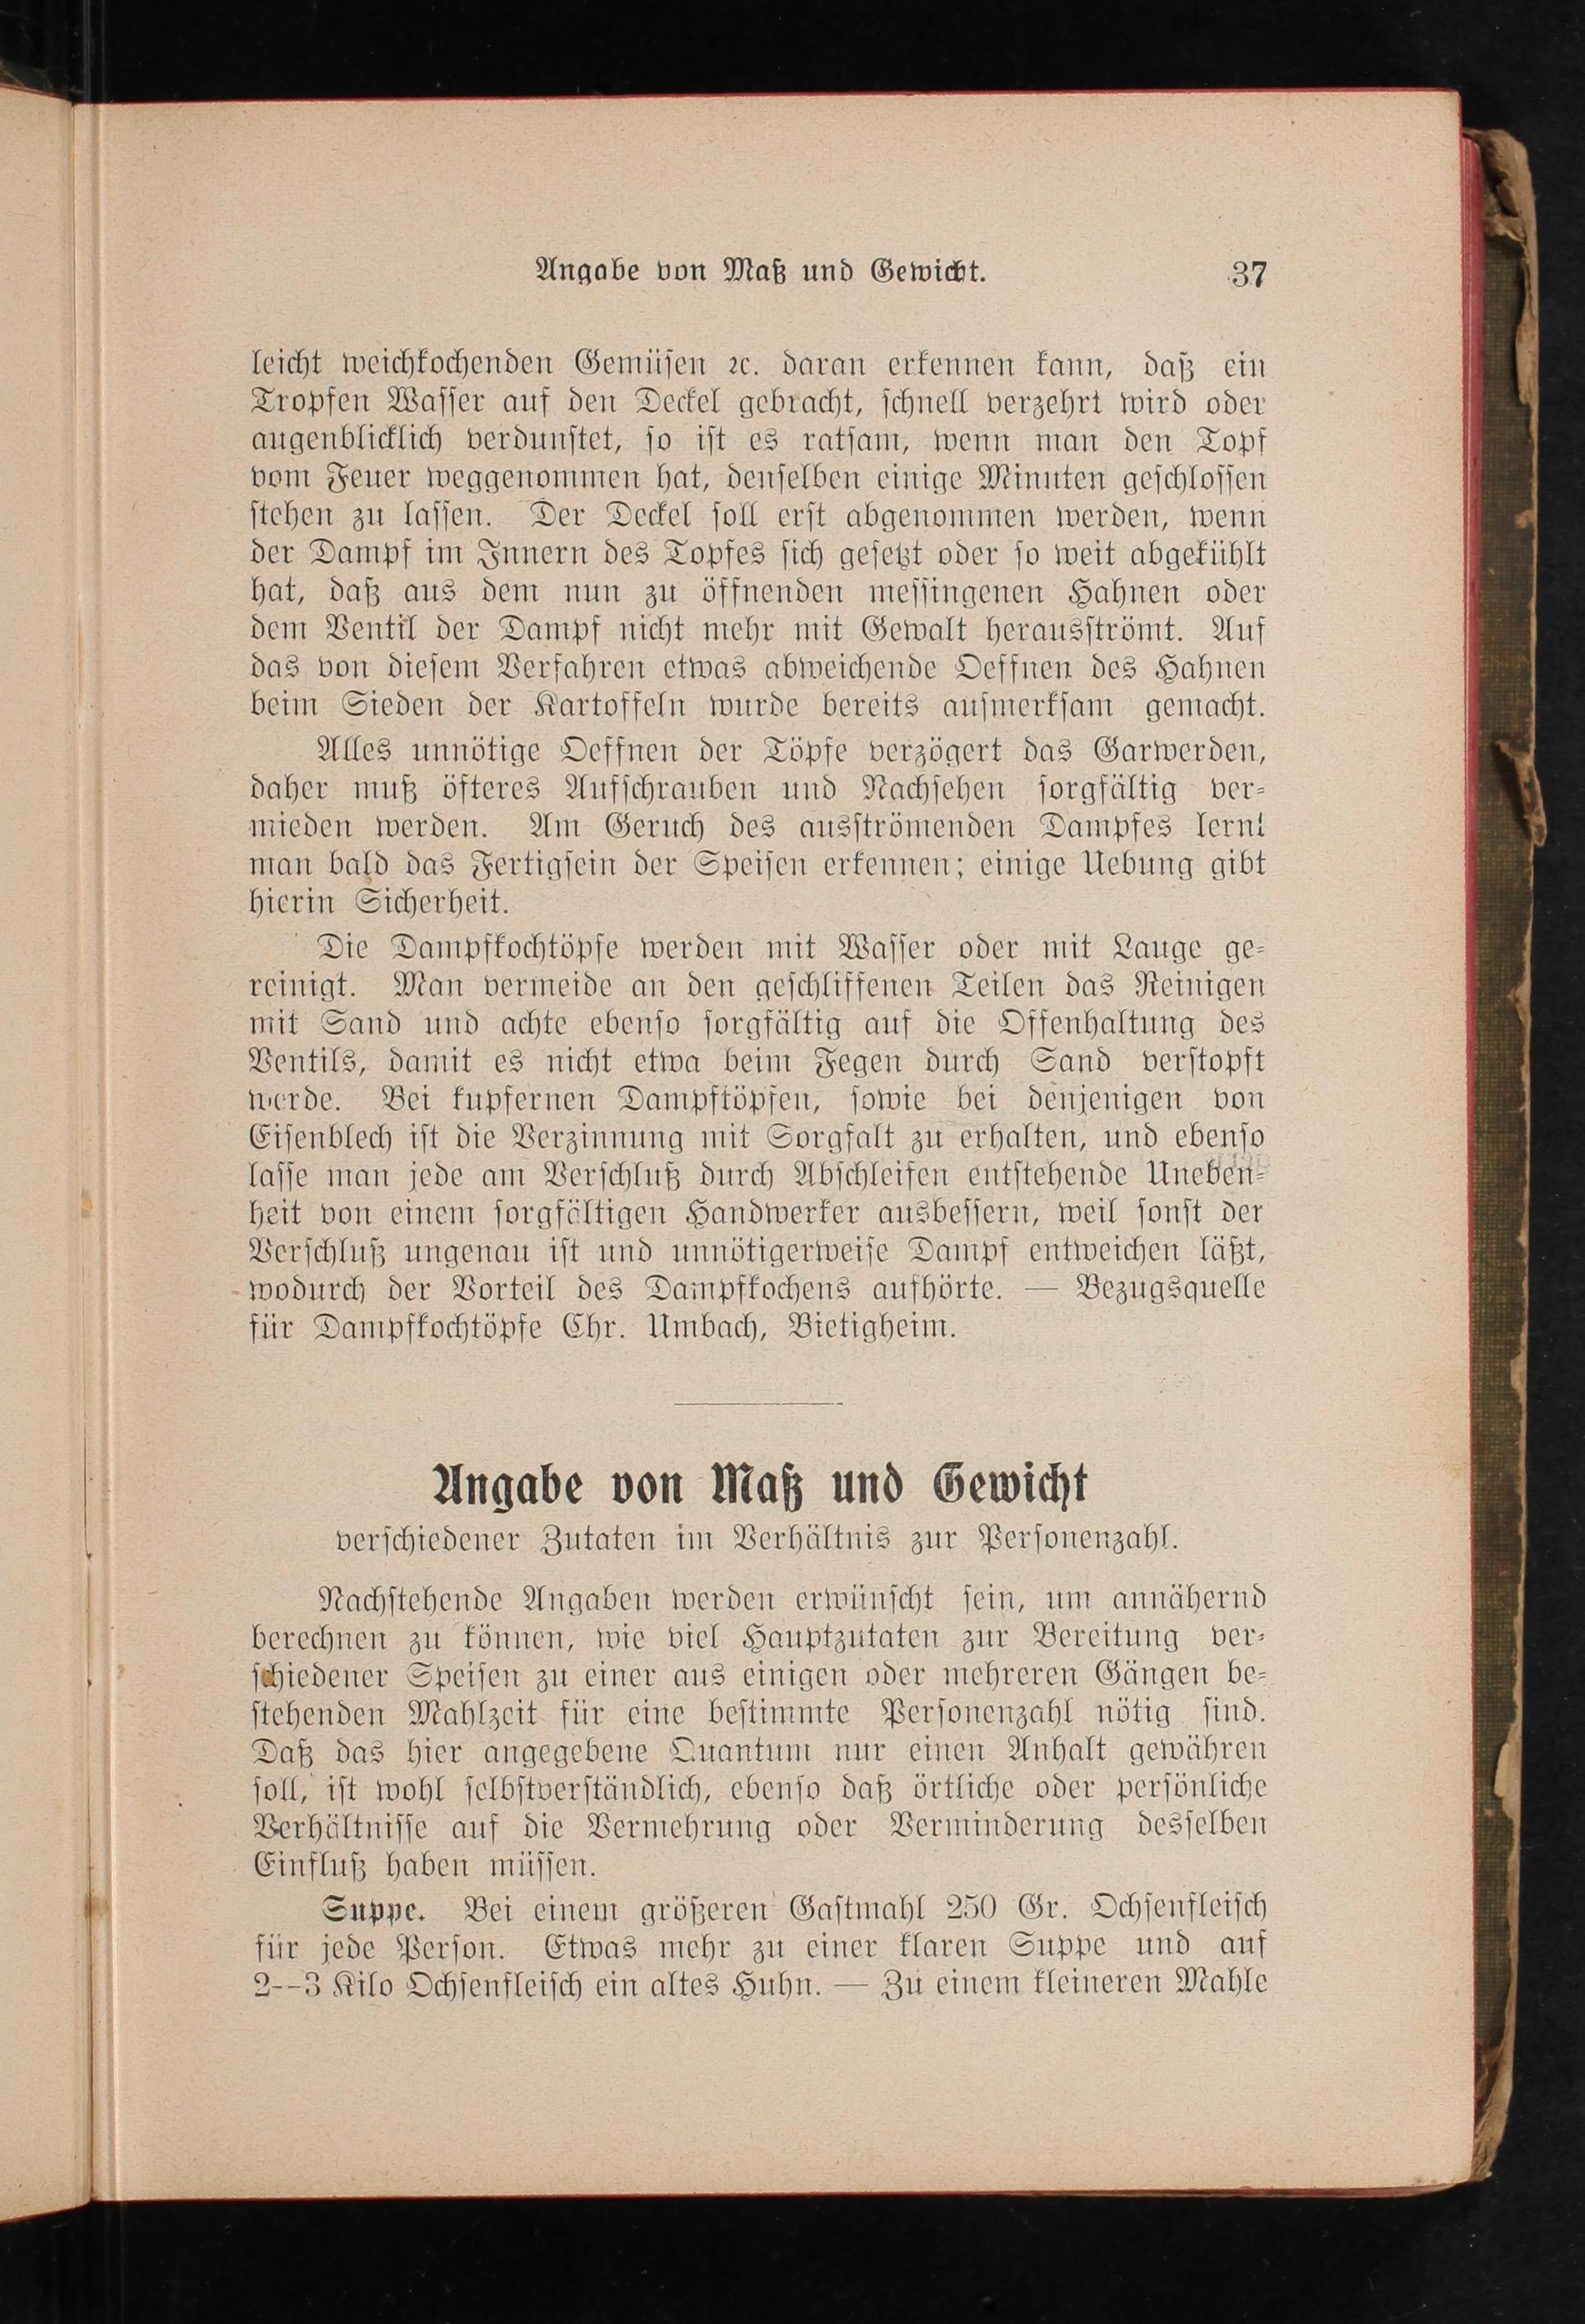 Angabe von Maß und Gewicht. 37
leicht weichkochenden Gemüsen ꝛc. daran erkennen kann, daß ein
Tropfen Wasser auf den Deckel gebracht, schnell verzehrt wird oder
augenblicklich verdunstet, so ist es ratsam, wenn man den Topf
vom Feuer weggenommen hat, denselben einige Minuten geschlossen
stehen zu lassen. Der Deckel soll erst abgenommen werden, wenn
der Dampf im Innern des Topfes sich gesetzt oder so weit abgekühlt
hat, daß aus dem nun zu öffnenden messingenen Hahnen oder
dem Ventil der Dampf nicht mehr mit Gewalt herausströmt. Auf
das von diesem Verfahren etwas abweichende Oeffnen des Hahnen
beim Sieden der Kartoffeln wurde bereits aufmerksam gemacht.
Alles unnötige Oeffnen der Töpfe verzögert das Garwerden,
daher muß öfteres Aufschrauben und Nachsehen sorgfältig ver-
mieden werden. Am Geruch des ausströmenden Dampfes lernt
man bald das Fertigsein der Speisen erkennen; einige Uebung gibt
hierin Sicherheit.
Die Dampfkochtöpfe werden mit Wasser oder mit Lauge ge-
reinigt. Man vermeide an den geschliffenen Teilen das Reinigen
mit Sand und achte ebenso sorgfältig auf die Offenhaltung des
Ventils, damit es nicht etwa beim Fegen durch Sand verstopft
werde. Bei kupfernen Dampftöpfen, sowie bei denjenigen von
Eisenblech ist die Verzinnung mit Sorgfalt zu erhalten, und ebenso
lasse man jede am Verschluß durch Abschleifen entstehende Uneben-
heit von einem sorgfältigen Handwerker ausbessern, weil sonst der
Verschluß ungenau ist und unnötigerweise Dampf entweichen läßt,
wodurch der Vorteil des Dampfkochens aufhörte. — Bezugsquelle
für Dampfkochtöpfe Chr. Umbach, Bietigheim.
Angabe von Maß und Gewicht
verschiedener Zutaten im Verhältnis zur Personenzahl.
Nachstehende Angaben werden erwünscht sein, um annähernd
berechnen zu können, wie viel Hauptzutaten zur Bereitung ver-
schiedener Speisen zu einer aus einigen oder mehreren Gängen be-
stehenden Mahlzeit für eine bestimmte Personenzahl nötig sind.
Daß das hier angegebene Quantum nur einen Anhalt gewähren
soll, ist wohl selbstverständlich, ebenso daß örtliche oder persönliche
Verhältnisse auf die Vermehrung oder Verminderung desselben
Einfluß haben müssen.
Suppe. Bei einem größeren Gastmahl 250 Gr. Ochsenfleisch
für jede Person. Etwas mehr zu einer klaren Suppe und auf
2--3 Kilo Ochsenfleisch ein altes Huhn. — Zu einem kleineren Mahle